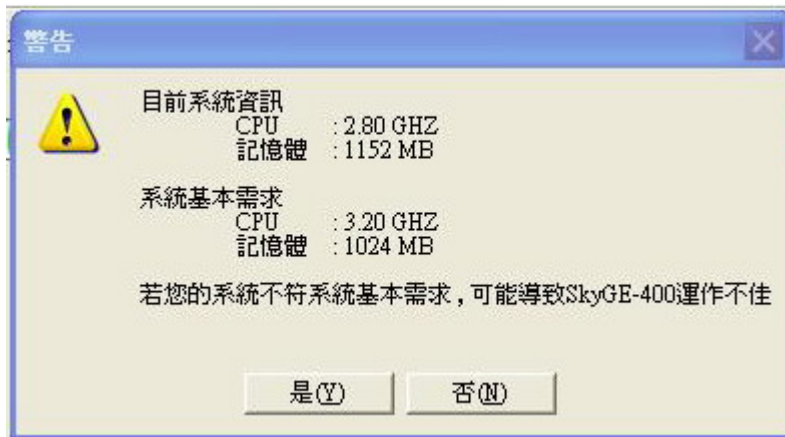 警告
目前系統資訊
CPU : 2.80 GHZ
記憶體 : 1152 MB
系統基本需求
CPU : 3.20 GHZ
記憶體 : 1024 MB
若您的系統不符系統基本需求,可能導致SkyGE-400運作不佳
是(Y) 否(N)